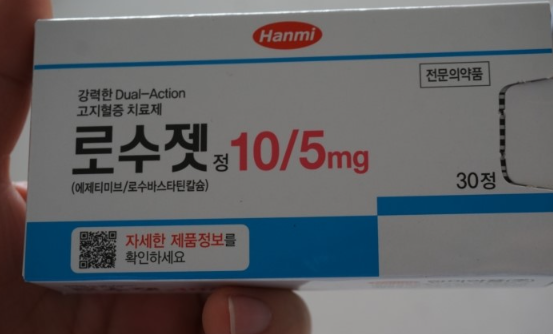 Hanmi
전문의약품
강력한 Dual-Action
고지혈증 치료제
로수젯정 10/5mg
(에제티미브/로수바스타틴칼슘)
30정
자세한 제품정보를
확인하세요